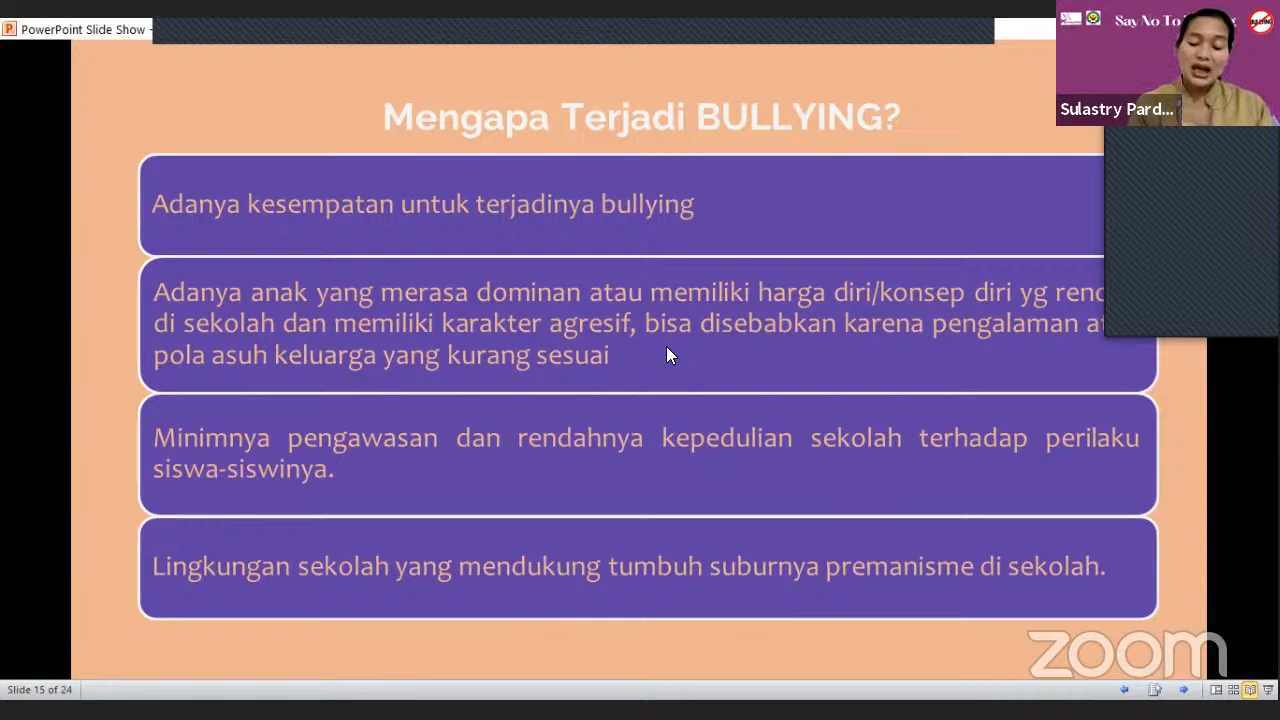 PowerPoint Slide Show -
Say No To
BULLYING
Sulastry Pard...
Mengapa Terjadi BULLYING?
Adanya kesempatan untuk terjadinya bullying
Adanya anak yang merasa dominan atau memiliki harga diri/konsep diri yg
di sekolah dan memiliki karakter agresif, bisa disebabkan karena pengalaman
pola asuh keluarga yang kurang sesuai
Minimnya pengawasan dan rendahnya kepedulian sekolah terhadap perilaku
siswa-siswinya.
Lingkungan sekolah yang mendukung tumbuh suburnya premanisme di sekolah.
zoom
Slide 15 of 24